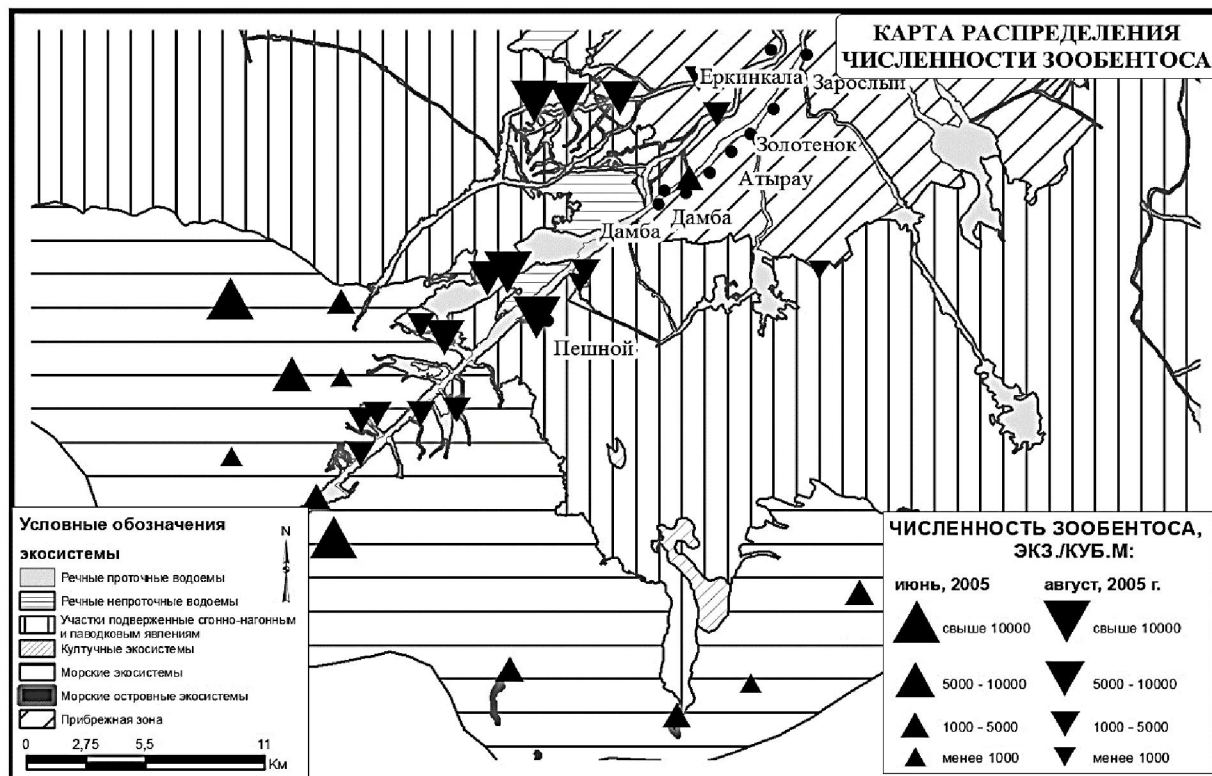 КАРТА РАСПРЕДЕЛЕНИЯ
ЧИСЛЕННОСТИ ЗООБЕНТОСА
Еркинкала
Зарослый
Золотенок
Атырау
Дамба
Дамба
Пешной
Условные обозначения
экосистемы
Речные проточные водоемы
Речные непроточные водоемы
Участки подверженные сгонно-нагонным
и паводковым явлениям
Култучные экосистемы
Морские экосистемы
Морские островные экосистемы
Прибрежная зона
N
S
0 2,75 5,5 11
Км
ЧИСЛЕННОСТЬ ЗООБЕНТОСА,
ЭКЗ./КУБ.М:
июнь, 2005 август, 2005 г.
свыше 10000 свыше 10000
5000 - 10000 5000 - 10000
1000 - 5000 1000 - 5000
менее 1000 менее 1000